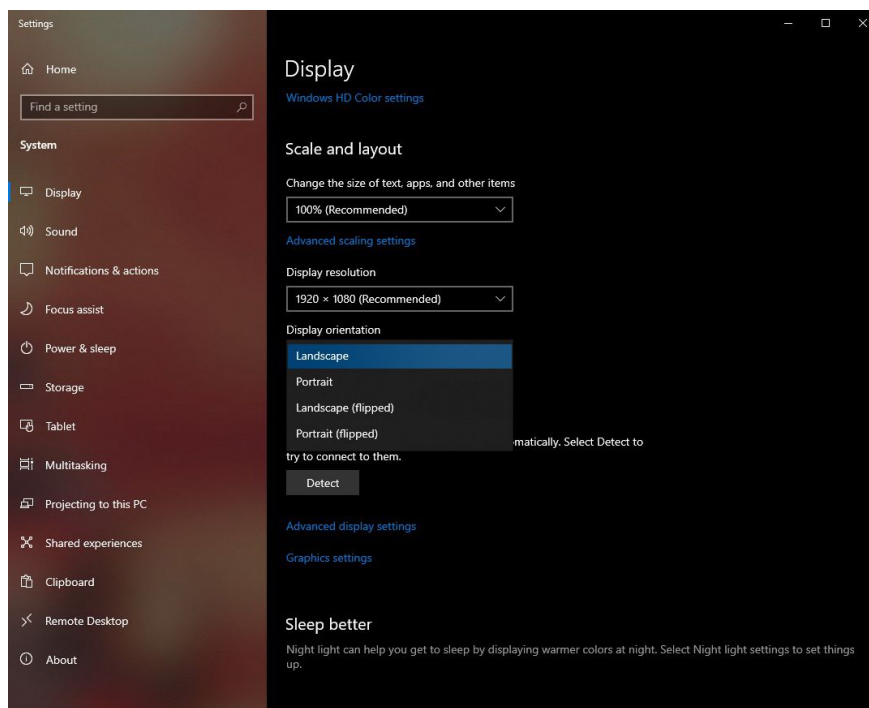 Settings
Home
Find a setting
System
Display
Sound
Notifications & actions
Focus assist
Power & sleep
Storage
Tablet
Multitasking
Projecting to this PC
Shared experiences
Clipboard
Remote Desktop
About
Display
Windows HD Color settings
Scale and layout
Change the size of text, apps, and other items
100% (Recommended)
Advanced scaling settings
Display resolution
1920 × 1080 (Recommended)
Display orientation
Landscape
Portrait
Landscape (flipped)
Portrait (flipped)
matically. Select Detect to
try to connect to them.
Detect
Advanced display settings
Graphics settings
Sleep better
Night light can help you get to sleep by displaying warmer colors at night. Select Night light settings to set things
up.